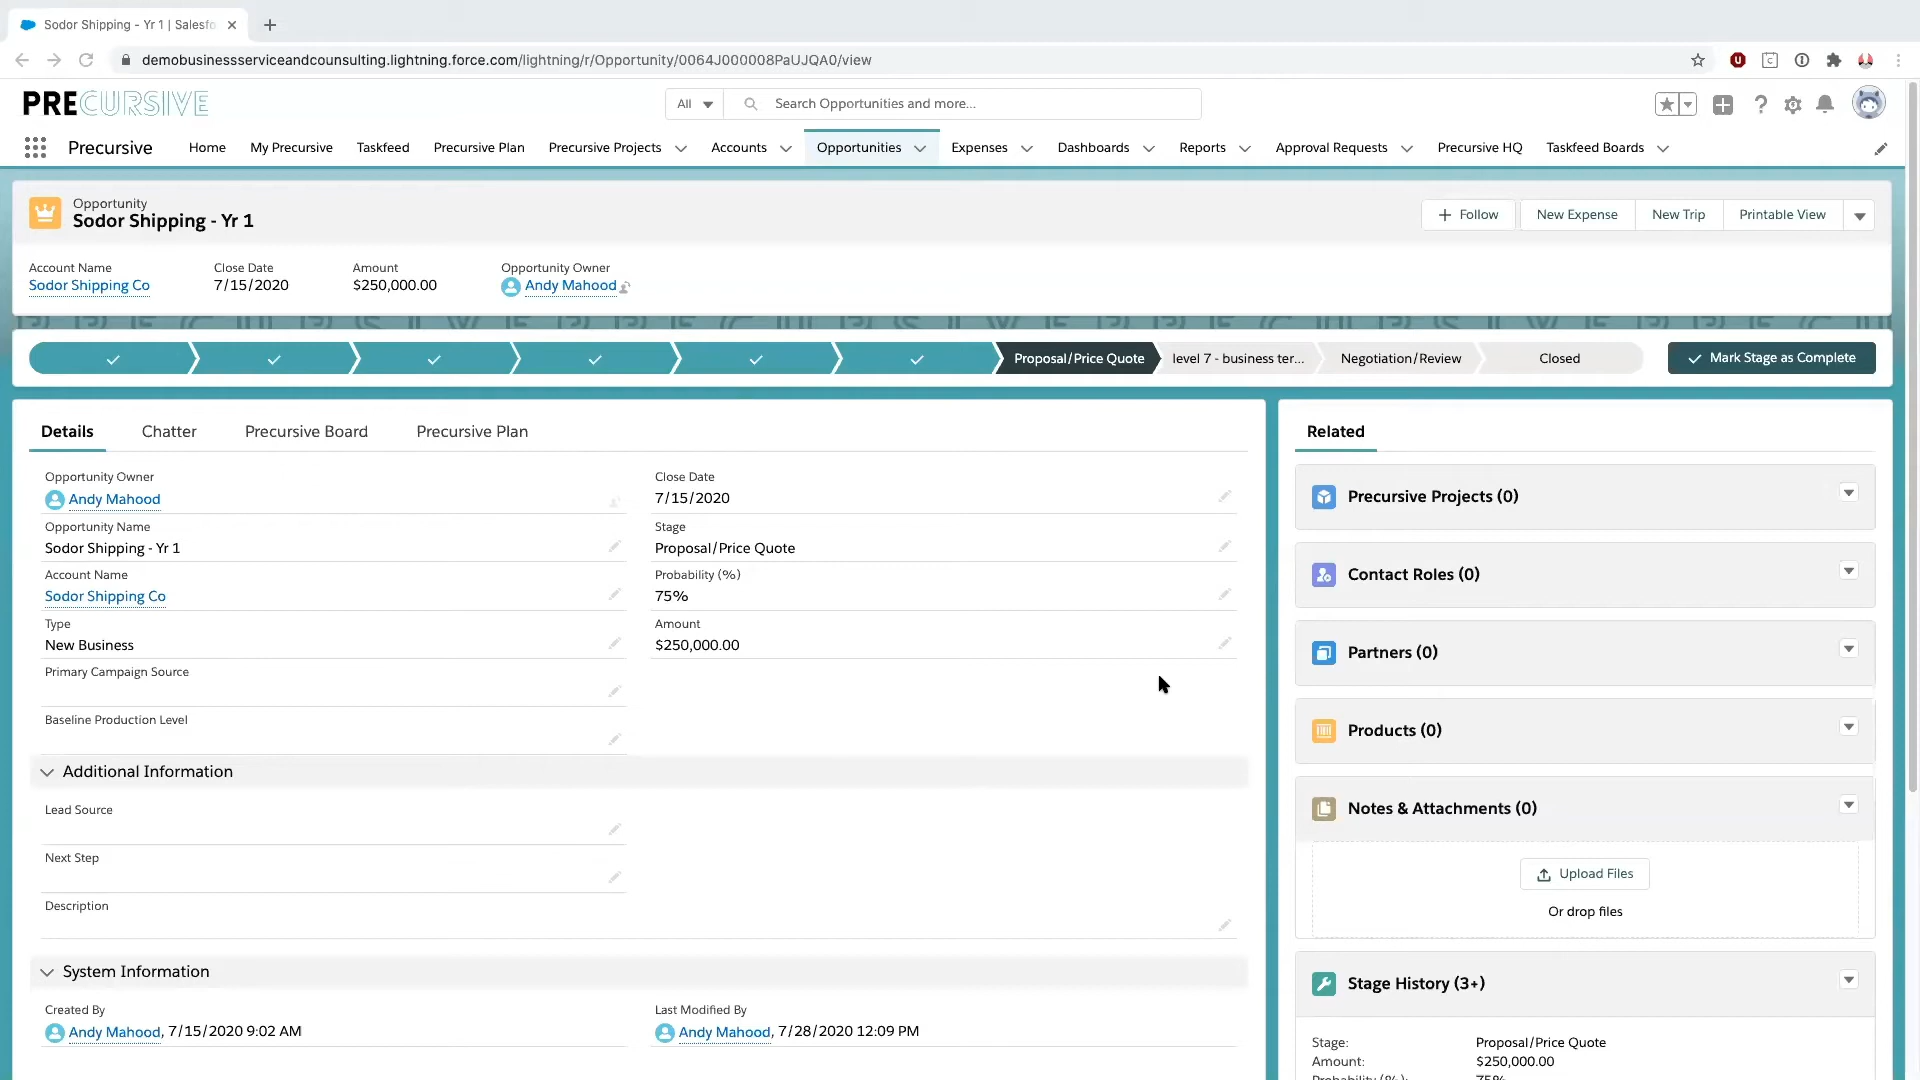 Sodor Shipping - Yr 1 | Salesfo
demobusinessserviceandcounsulting.lightning.force.com/lightning/r/Opportunity/0064J000008PaUJQA0/view
PRECURSIVE
All
Search Opportunities and more...
Precursive
Home
My Precursive
Taskfeed
Precursive Plan
Precursive Projects
Accounts
Opportunities
Expenses
Dashboards
Reports
Approval Requests
Precursive HQ
Taskfeed Boards
Opportunity
Sodor Shipping - Yr 1
Follow
New Expense
New Trip
Printable View
Account Name
Sodor Shipping Co
Close Date
7/15/2020
Amount
$250,000.00
Opportunity Owner
Andy Mahood
Proposal/Price Quote
level 7 - business ter...
Negotiation/Review
Closed
Mark Stage as Complete
Details
Chatter
Precursive Board
Precursive Plan
Opportunity Owner
Andy Mahood
Close Date
7/15/2020
Opportunity Name
Sodor Shipping - Yr 1
Stage
Proposal/Price Quote
Account Name
Sodor Shipping Co
Probability (%)
75%
Type
New Business
Amount
$250,000.00
Primary Campaign Source
Baseline Production Level
Additional Information
Lead Source
Next Step
Description
System Information
Created By
Andy Mahood, 7/15/2020 9:02 AM
Last Modified By
Andy Mahood, 7/28/2020 12:09 PM
Related
Precursive Projects (0)
Contact Roles (0)
Partners (0)
Products (0)
Notes & Attachments (0)
Upload Files
Or drop files
Stage History (3+)
Stage:
Proposal/Price Quote
Amount:
$250,000.00
Probability (%):
75%